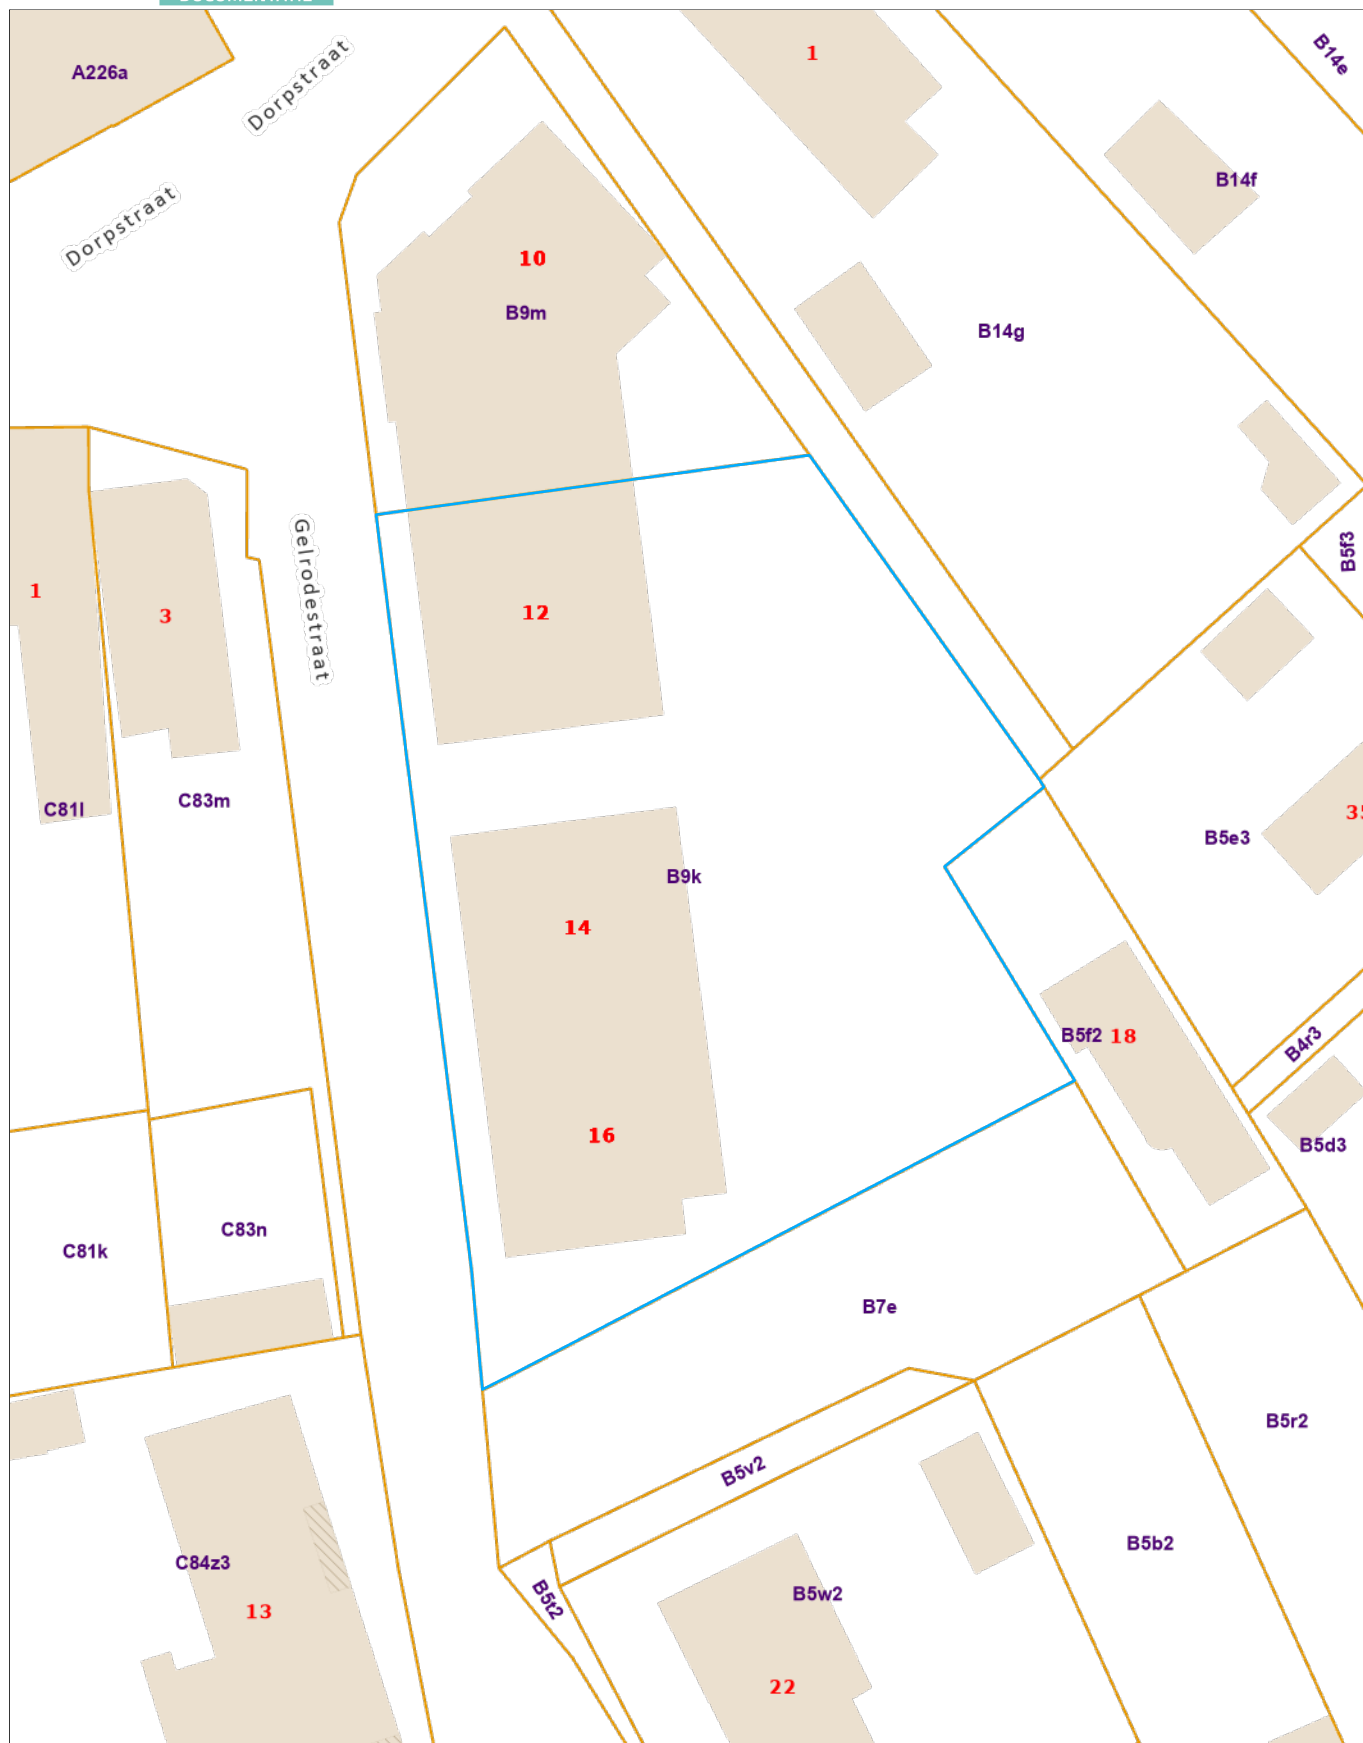 A226a
Dorpstraat
1
B14e
B14f
Dorpstraat
10
B9m
B14g
B5f3
Gelrodestraat
1
3
12
C81l
C83m
B5e3
B9k
14
18
B5f2
B4r3
16
B5d3
C83n
C81k
B7e
B5r2
B5v2
B5b2
C84z3
B5t2
B5w2
13
22